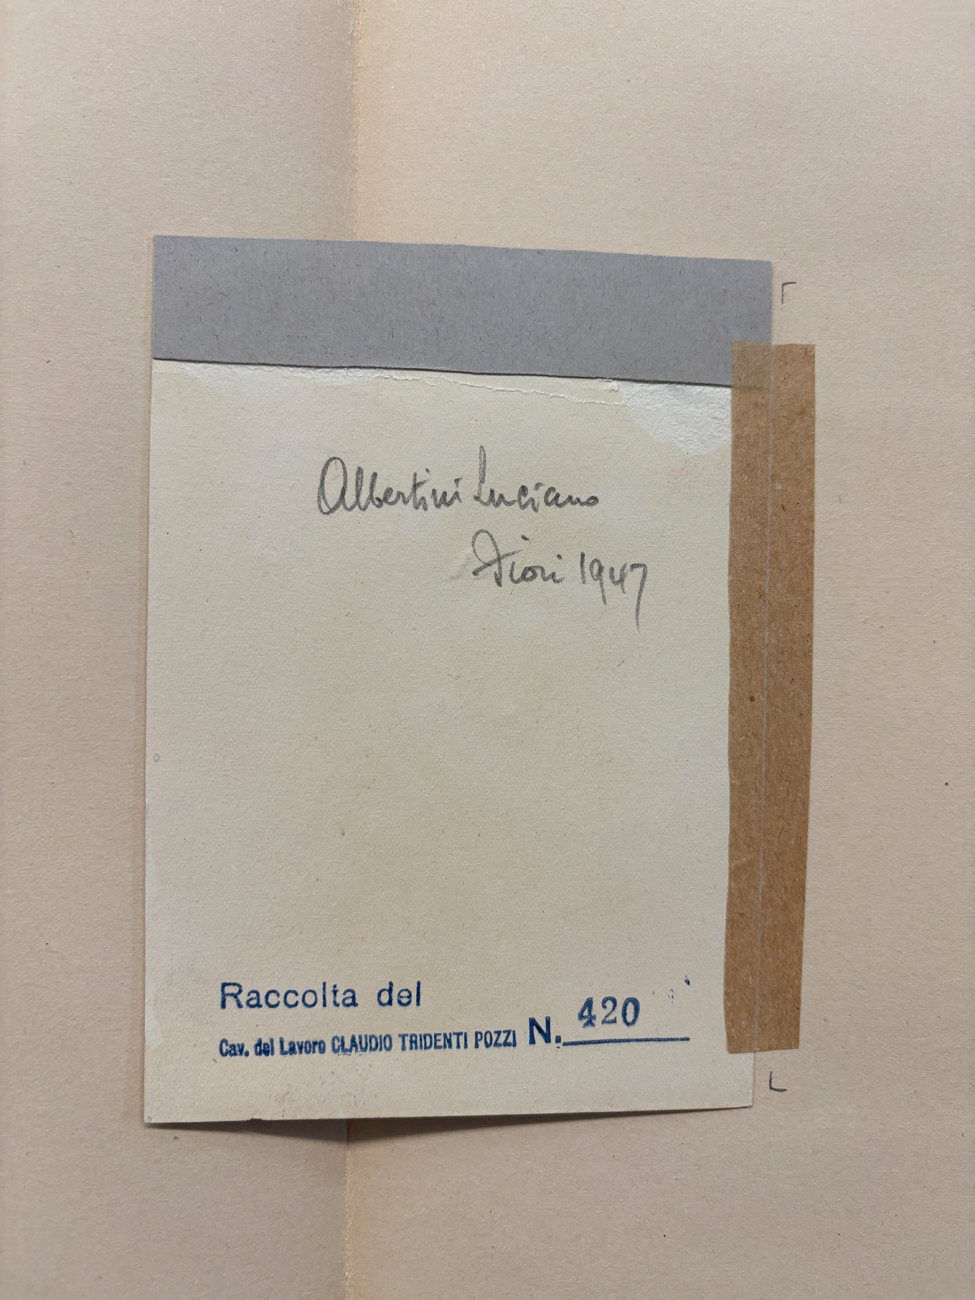 Albertini Luciano
Fiori 1947
Raccolta del
Cav. del Lavoro CLAUDIO TRIDENTI POZZI N. 420